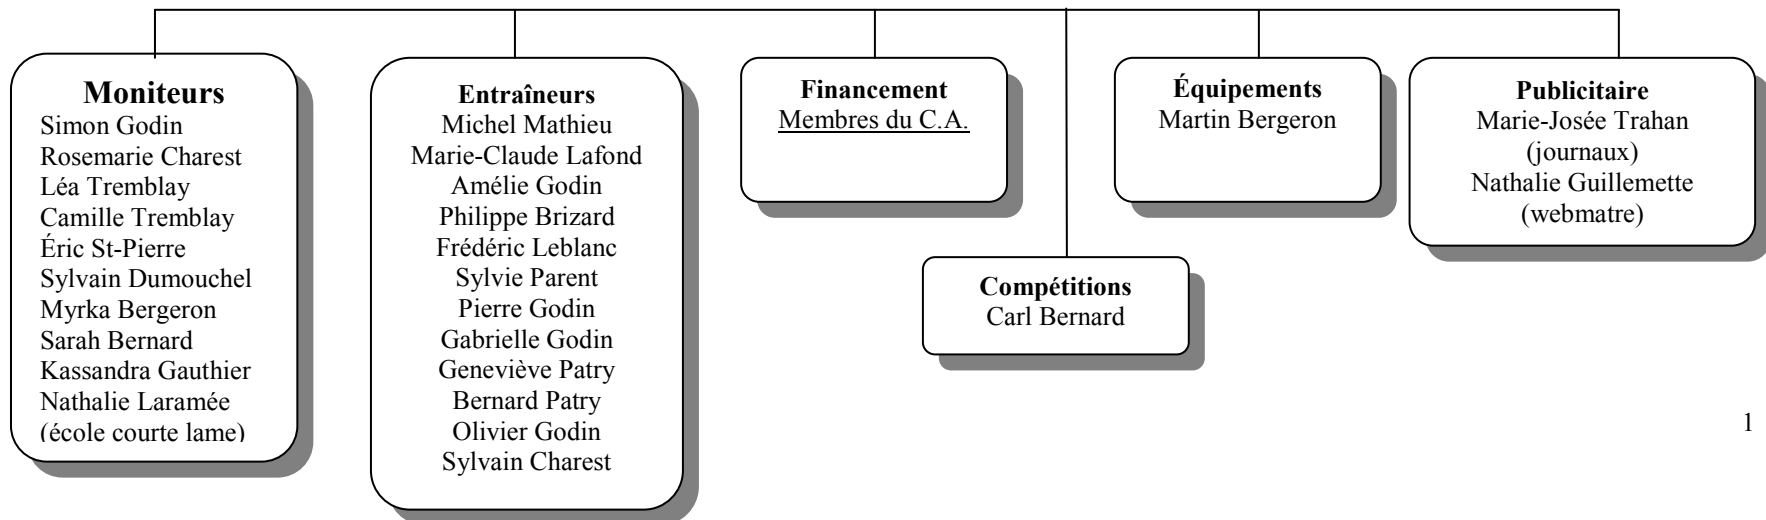 Moniteurs
Simon Godin
Rosemarie Charest
Léa Tremblay
Camille Tremblay
Éric St-Pierre
Sylvain Dumouchel
Myrka Bergeron
Sarah Bernard
Kassandra Gauthier
Nathalie Laramée
(école courte lame)
Entraîneurs
Michel Mathieu
Marie-Claude Lafond
Amélie Godin
Philippe Brizard
Frédéric Leblanc
Sylvie Parent
Pierre Godin
Gabrielle Godin
Geneviève Patry
Bernard Patry
Olivier Godin
Sylvain Charest
Financement
Membres du C.A.
Compétitions
Carl Bernard
Équipements
Martin Bergeron
Publicitaire
Marie-Josée Trahan
(journaux)
Nathalie Guillemette
(webmatre)
1